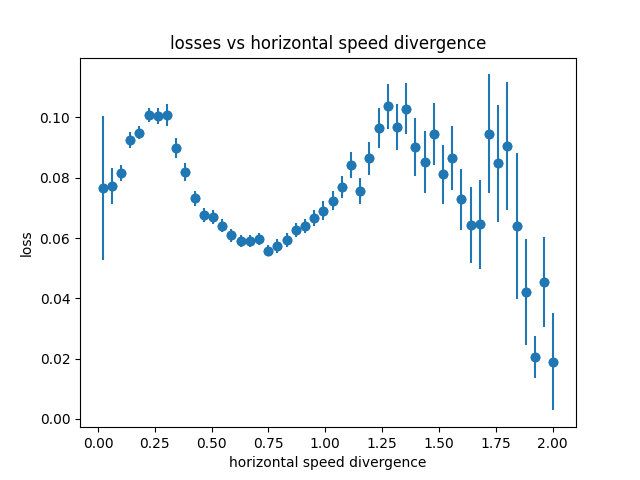 losses vs horizontal speed divergence
loss
0.10
0.08
0.06
0.04
0.02
0.00
0.00 0.25 0.50 0.75 1.00 1.25 1.50 1.75 2.00
horizontal speed divergence